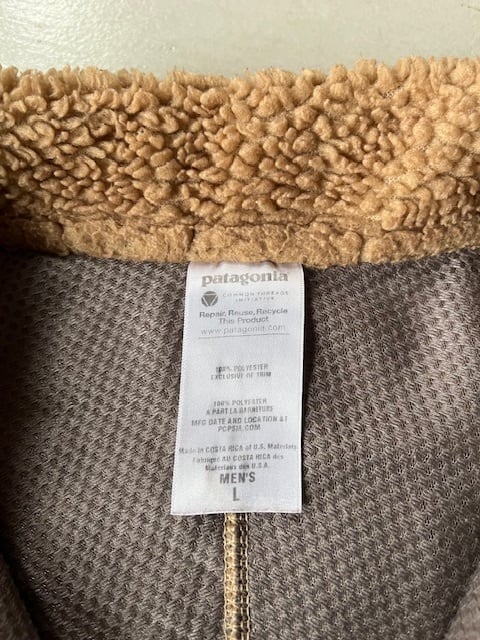 patagonia
COMMON THREADS
INITIATIVE
Repair, Reuse, Recycle
This Product
www.patagonia.com
100% POLYESTER
EXCLUSIVE OF TRIM
100% POLYESTER
À PART LA GARNITURE
MFG DATE AND LOCATION AT
PCPSIA.COM
Made in COSTA RICA of U.S. Materials
Fabriqué AU COSTA RICA des
Matériaux des U.S.A.
MEN'S
L